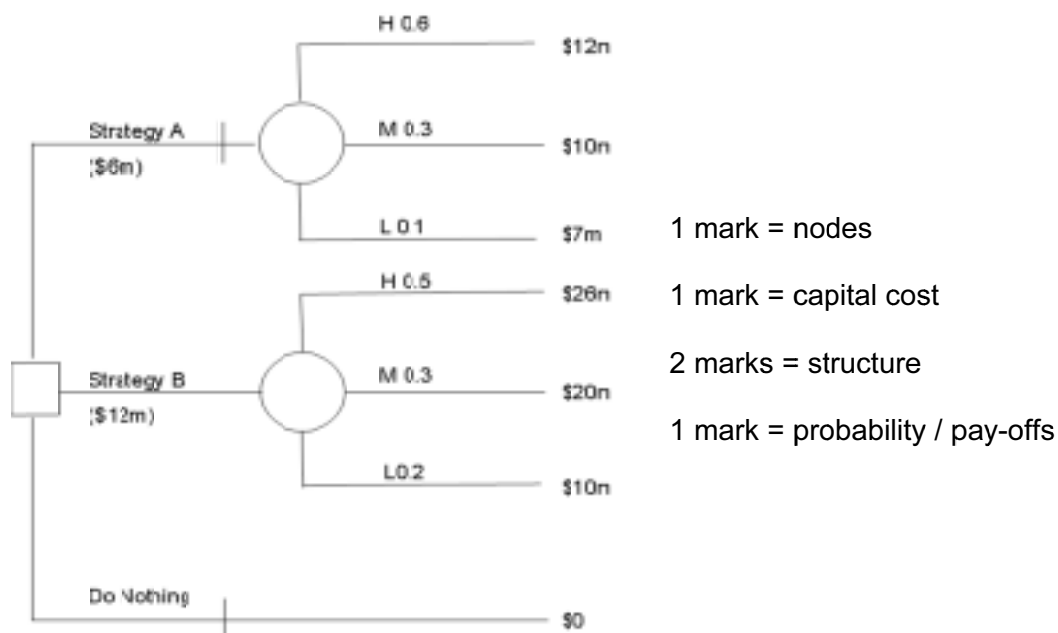 H 0.6
$12m
Strategy A
($6m)
M 0.3
$10m
L 0.1
$7m
1 mark = nodes
H 0.5
$26m
1 mark = capital cost
2 marks = structure
Strategy B
($12m)
M 0.3
$20m
1 mark = probability / pay-offs
L 0.2
$10m
Do Nothing
$0